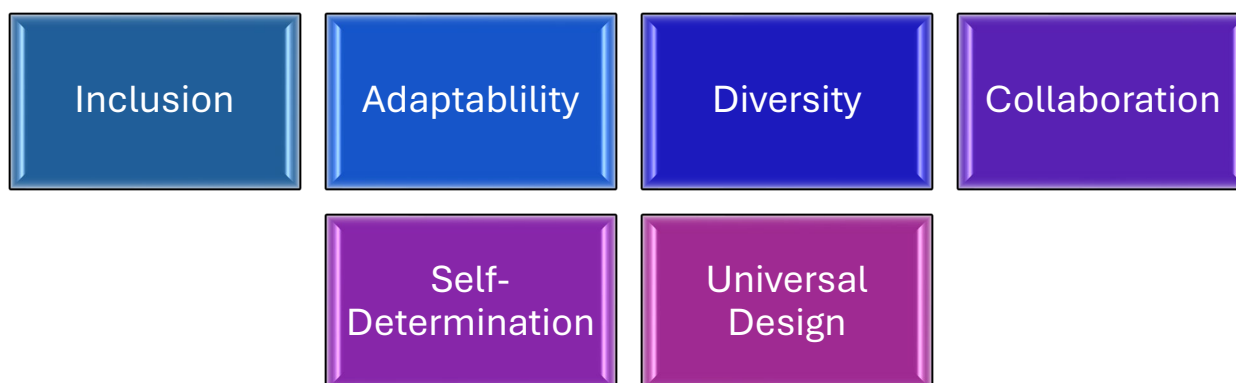 Inclusion
Adaptablility
Diversity
Collaboration
Self-
Determination
Universal
Design